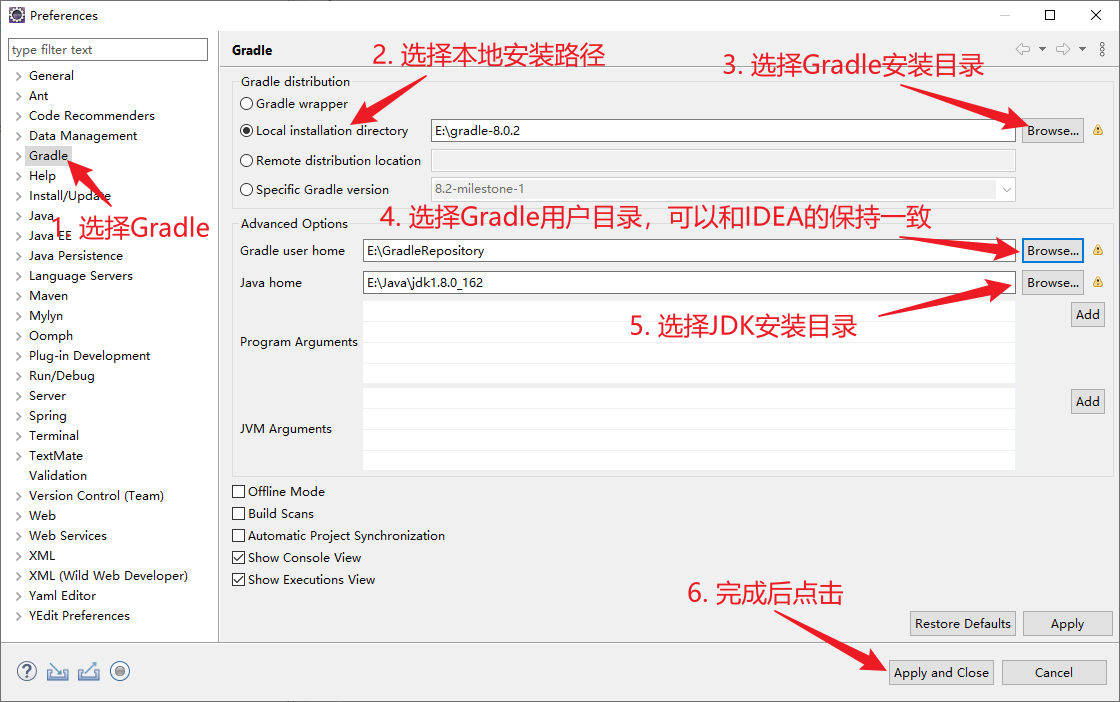 Preferences
type filter text
General
Ant
Code Recommenders
Data Management
Gradle
Help
Install/Update
Java
Java EE
Java Persistence
Language Servers
Maven
Mylyn
Oomph
Plug-in Development
Run/Debug
Server
Spring
Terminal
TextMate
Validation
Version Control (Team)
Web
Web Services
XML
XML (Wild Web Developer)
Yaml Editor
YEdit Preferences
1. 选择Gradle
Gradle
2. 选择本地安装路径
3. 选择Gradle安装目录
Gradle distribution
Gradle wrapper
Local installation directory E:\gradle-8.0.2 Browse...
Remote distribution location
Specific Gradle version 8.2-milestone-1
4. 选择Gradle用户目录，可以和IDEA的保持一致
Advanced Options
Gradle user home E:\GradleRepository Browse...
Java home E:\Java\jdk1.8.0_162 Browse...
5. 选择JDK安装目录
Add
Program Arguments
Add
JVM Arguments
Offline Mode
Build Scans
Automatic Project Synchronization
Show Console View
Show Executions View
6. 完成后点击
Restore Defaults Apply
? Apply and Close Cancel